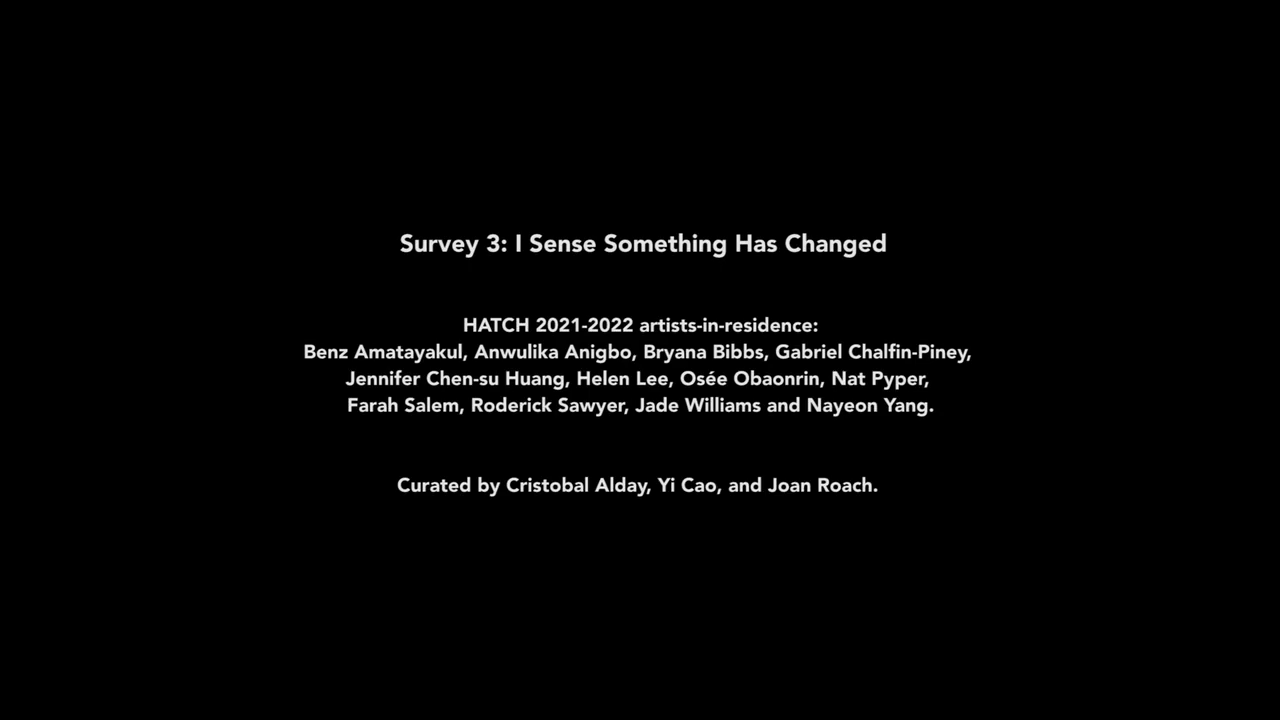 Survey 3: I Sense Something Has Changed
HATCH 2021-2022 artists-in-residence:
Benz Amatayakul, Anwulika Anigbo, Bryana Bibbs, Gabriel Chalfin-Piney,
Jennifer Chen-su Huang, Helen Lee, Osée Obaonrin, Nat Pyper,
Farah Salem, Roderick Sawyer, Jade Williams and Nayeon Yang.
Curated by Cristobal Alday, Yi Cao, and Joan Roach.